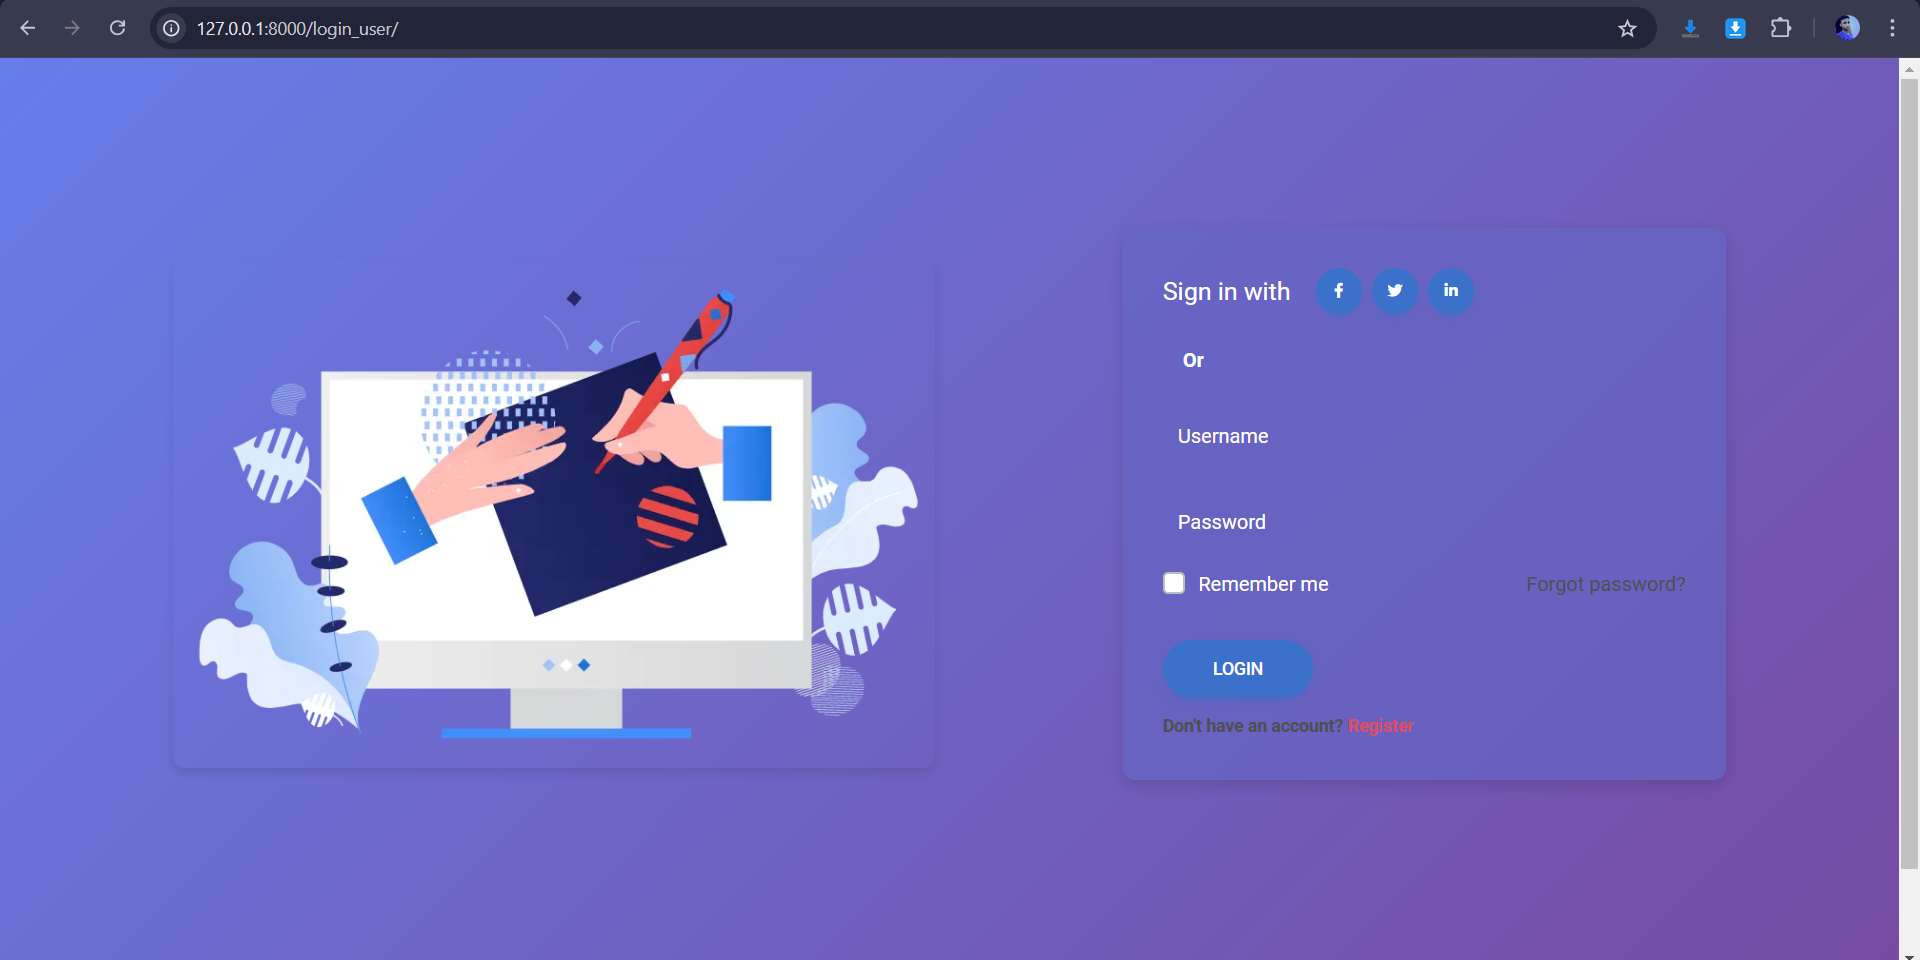 127.0.0.1:8000/login_user/
Sign in with
Or
Username
Password
Remember me
Forgot password?
LOGIN
Don't have an account? Register